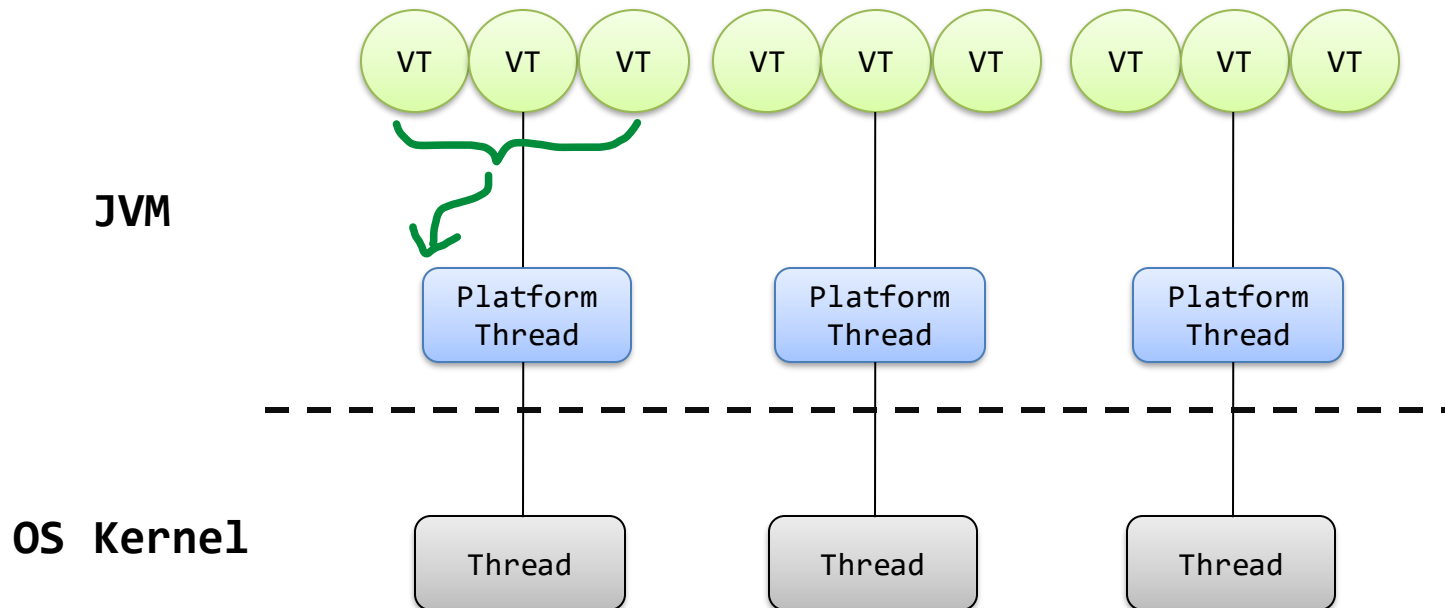 VT VT VT VT VT VT VT VT VT
JVM
Platform Thread
Platform Thread
Platform Thread
OS Kernel
Thread Thread Thread